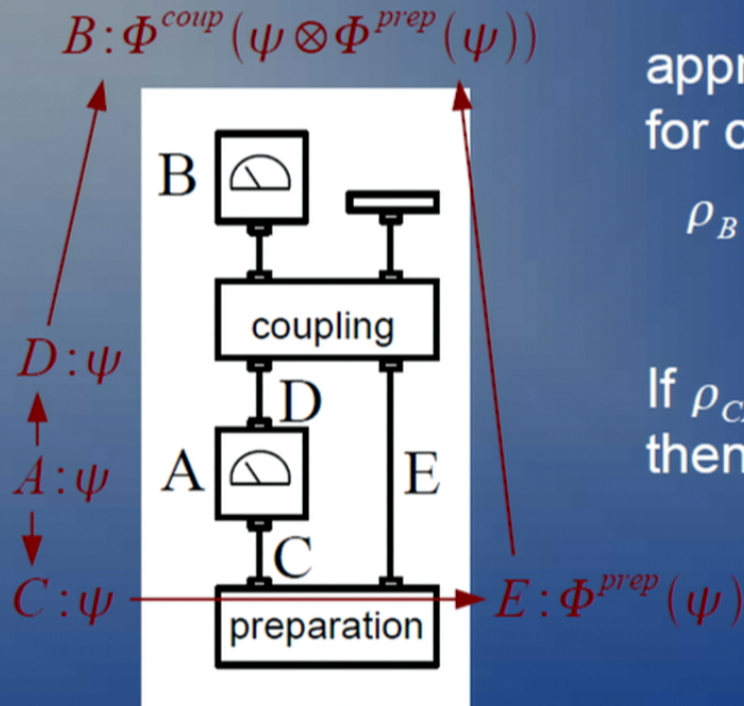 B:Φ^coup(ψ⊗Φ^prep(ψ))
appr
for c
B
ρ_B
coupling
D:ψ
D
If ρ_C
then
A:ψ
A
E
C
C:ψ
E:Φ^prep(ψ)
preparation